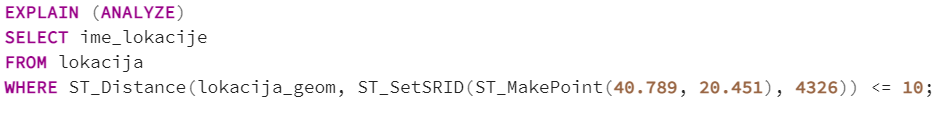 EXPLAIN (ANALYZE)
SELECT ime_lokacije
FROM lokacija
WHERE ST_Distance(lokacija_geom, ST_SetSRID(ST_MakePoint(40.789, 20.451), 4326)) <= 10;